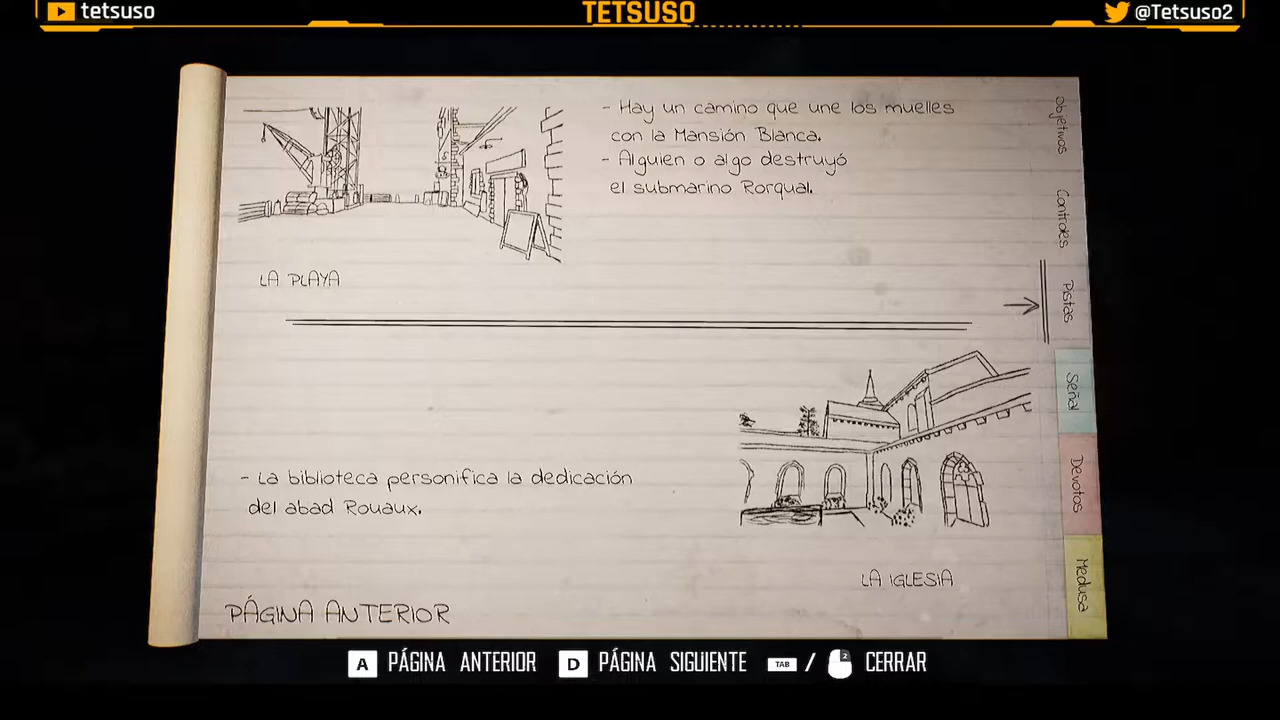 tetsuso
TETSUSO
@Tetsuso2
- Hay un camino que une los muelles
con la Mansión Blanca.
- Alguien o algo destruyó
el submarino Rorqual.
LA PLAYA
- La biblioteca personifica la dedicación
del abad Rouaux.
LA IGLESIA
PÁGINA ANTERIOR
Objetivos
Controles
Pistas
Señal
Devotos
Medusa
A PÁGINA ANTERIOR D PÁGINA SIGUIENTE TAB / 2 CERRAR